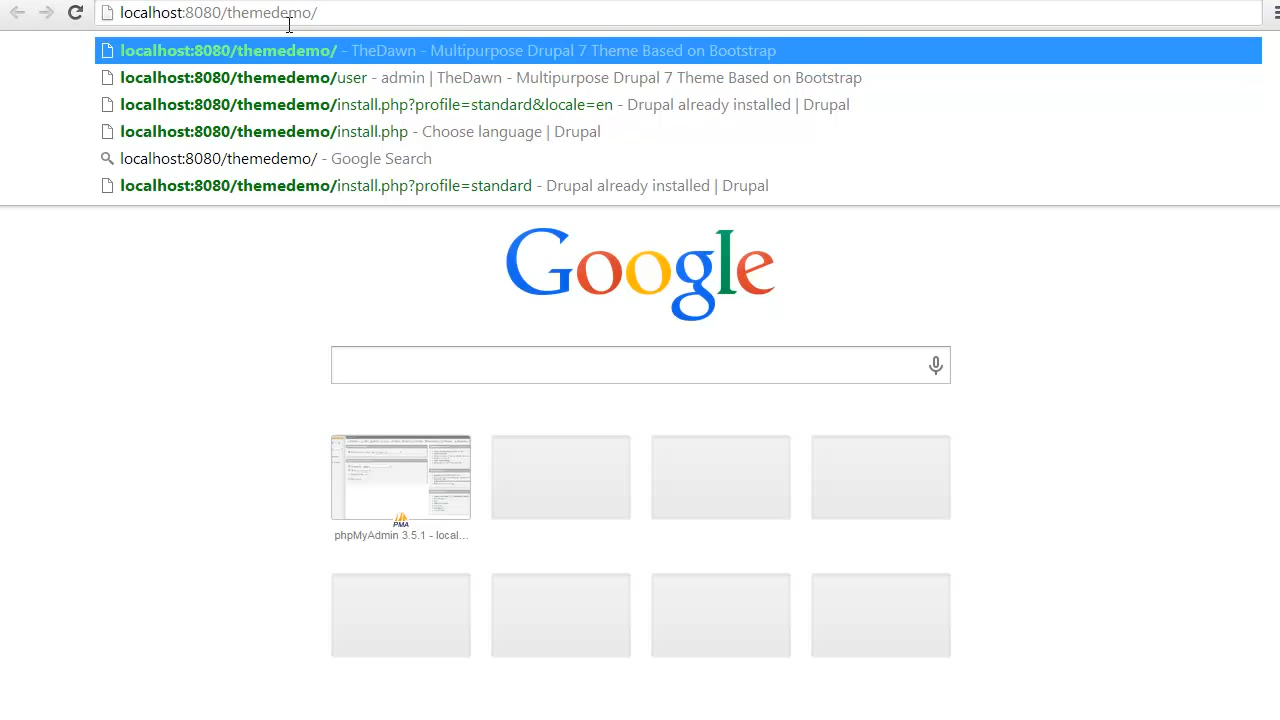 localhost:8080/themedemo/
localhost:8080/themedemo/ - TheDawn - Multipurpose Drupal 7 Theme Based on Bootstrap
localhost:8080/themedemo/user - admin | TheDawn - Multipurpose Drupal 7 Theme Based on Bootstrap
localhost:8080/themedemo/install.php?profile=standard&locale=en - Drupal already installed | Drupal
localhost:8080/themedemo/install.php - Choose language | Drupal
localhost:8080/themedemo/ - Google Search
localhost:8080/themedemo/install.php?profile=standard - Drupal already installed | Drupal
Google
PMA
phpMyAdmin 3.5.1 - local...